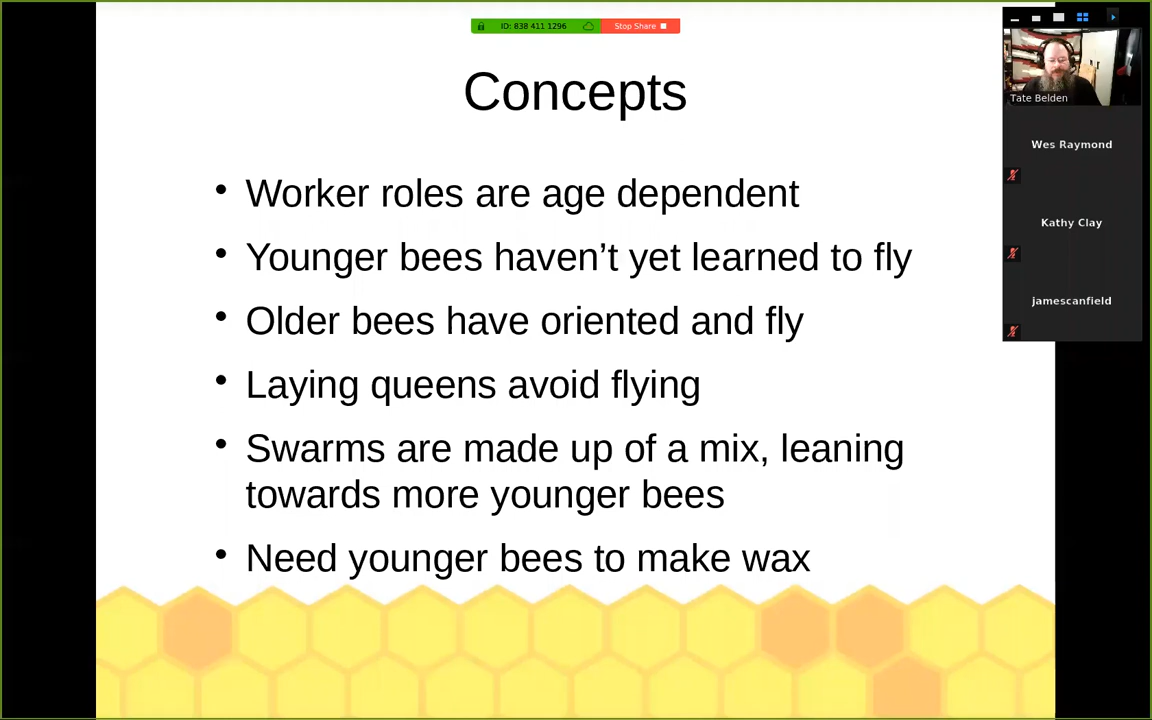 ID: 838 411 1296
Stop Share
Concepts
• Worker roles are age dependent
• Younger bees haven’t yet learned to fly
• Older bees have oriented and fly
• Laying queens avoid flying
• Swarms are made up of a mix, leaning
towards more younger bees
• Need younger bees to make wax
Tate Belden
Wes Raymond
Kathy Clay
jamescanfield